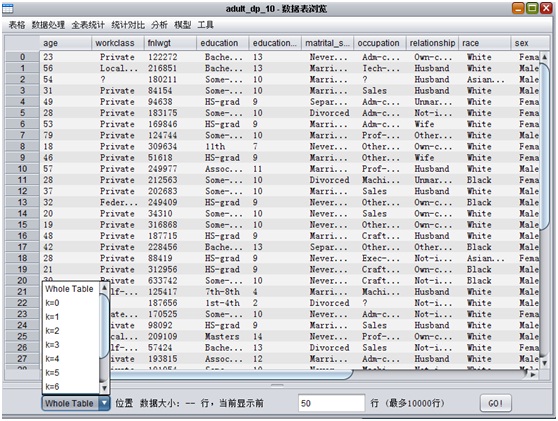 adult_dp_10 - 数据表浏览
表格 数据处理 全表统计 统计对比 分析 模型 工具
age workclass fnlwgt education education... matrital_s... occupation relationship race sex
0 23 Private 122272 Bache... 13 Never... Adm-c... Own-c... White Fema
1 56 Local... 216851 Bache... 13 Marri... Tech-... Husband White Male
2 54 ? 180211 Some-... 10 Marri... ? Husband Asian... Male
3 31 Private 84154 Some-... 10 Marri... Sales Husband White Male
4 49 Private 94638 HS-grad 9 Separ... Adm-c... Unmar... White Fema
5 28 Private 183175 Some-... 10 Divorced Adm-c... Not-i... White Fema
6 53 Private 169846 HS-grad 9 Marri... Adm-c... Wife White Fema
7 79 Private 124744 Some-... 10 Marri... Prof-... Other... White Male
8 18 Private 309634 11th 7 Never... Other... Own-c... White Fema
9 46 Private 51618 HS-grad 9 Marri... Other... Wife White Fema
10 57 Private 249977 Assoc... 11 Marri... Prof-... Husband White Male
11 28 Private 212563 Some-... 10 Divorced Machi... Unmar... Black Fema
12 37 Private 202683 Some-... 10 Marri... Sales Husband White Male
13 32 Feder... 249409 HS-grad 9 Never... Other... Own-c... Black Male
14 20 Private 34310 Some-... 10 Never... Sales Own-c... White Male
15 19 Private 316868 Some-... 10 Never... Other... Own-c... White Male
16 48 Private 187715 HS-grad 9 Marri... Craft... Husband White Male
17 42 Private 228456 Bache... 13 Separ... Other... Other... Black Male
18 28 Private 88419 HS-grad 9 Never... Exec-... Not-i... Asian... Fema
19 21 Private 312956 HS-grad 9 Never... Craft... Own-c... Black Male
Private 633742 Some-... 10 Never... Craft... Not-i... Black Male
21 lf-... 125417 7th-8th 4 Marri... Machi... Husband White Male
22 187656 1st-4th 2 Divorced ? Not-i... White Fema
23 ate... 170525 Some-... 10 Never... Adm-c... Not-i... White Fema
24 Private 98092 HS-grad 9 Marri... Sales Husband White Male
25 cal... 209109 Masters 14 Never... Other... Own-c... White Male
26 lf-... 57424 Bache... 13 Divorced Sales Not-i... White Fema
27 Private 193815 Assoc... 12 Marri... Adm-c... Husband White Male
Whole Table
k=0
k=1
k=2
k=3
k=4
k=5
k=6
Whole Table 位置 数据大小: -- 行，当前显示前 50 行 (最多10000行) GO!